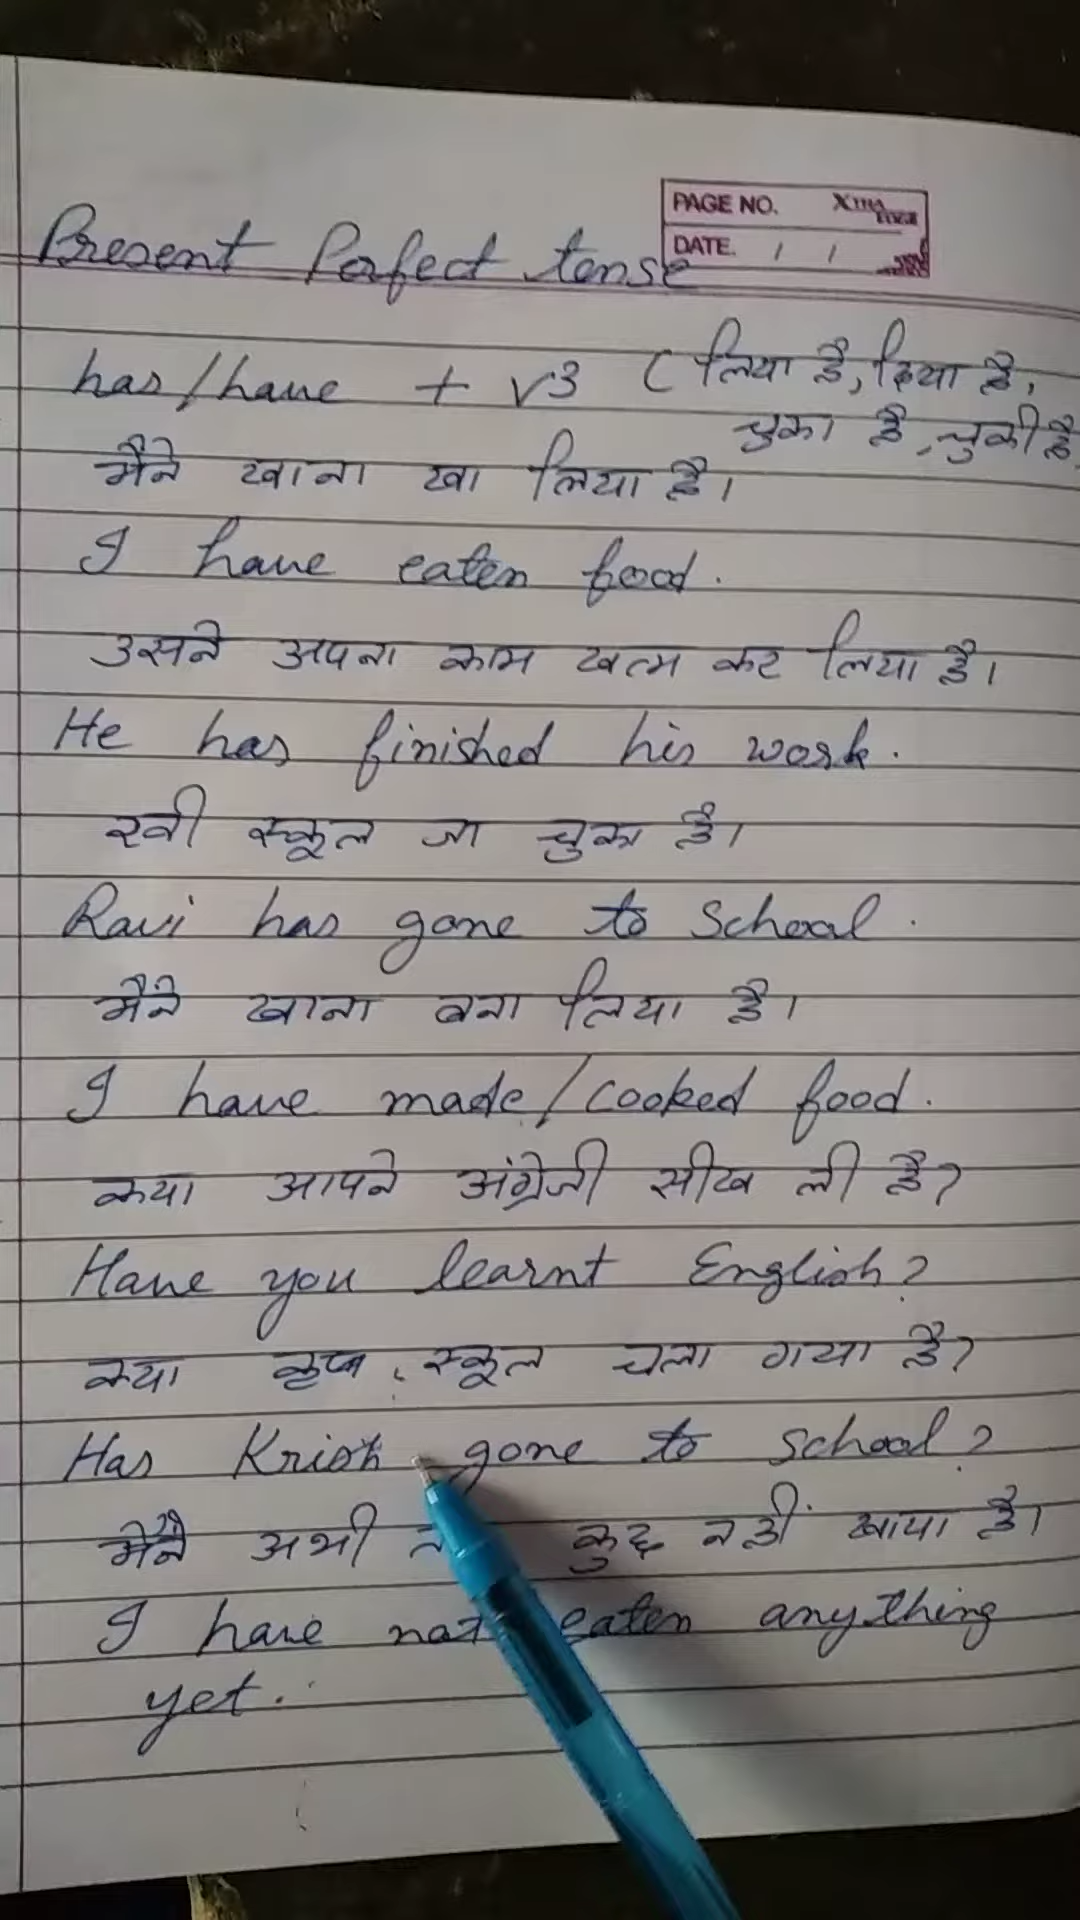 PAGE NO.
DATE. / /
Present Perfect tense
has/have + v3 (लिया है, दिया है,
चुका है, चुकी है,
मैंने खाना खा लिया है।
I have eaten food.
उसने अपना काम खत्म कर लिया है।
He has finished his work.
रवी स्कूल जा चुका है।
Ravi has gone to School.
मैंने खाना बना लिया है।
I have made/cooked food.
क्या आपने अंग्रेजी सीख ली है?
Have you learnt English?
क्या स्कूल चला गया है?
Has Krish gone to School?
मैंने अभी कुछ नहीं खाया है।
I have not eaten anything
yet.